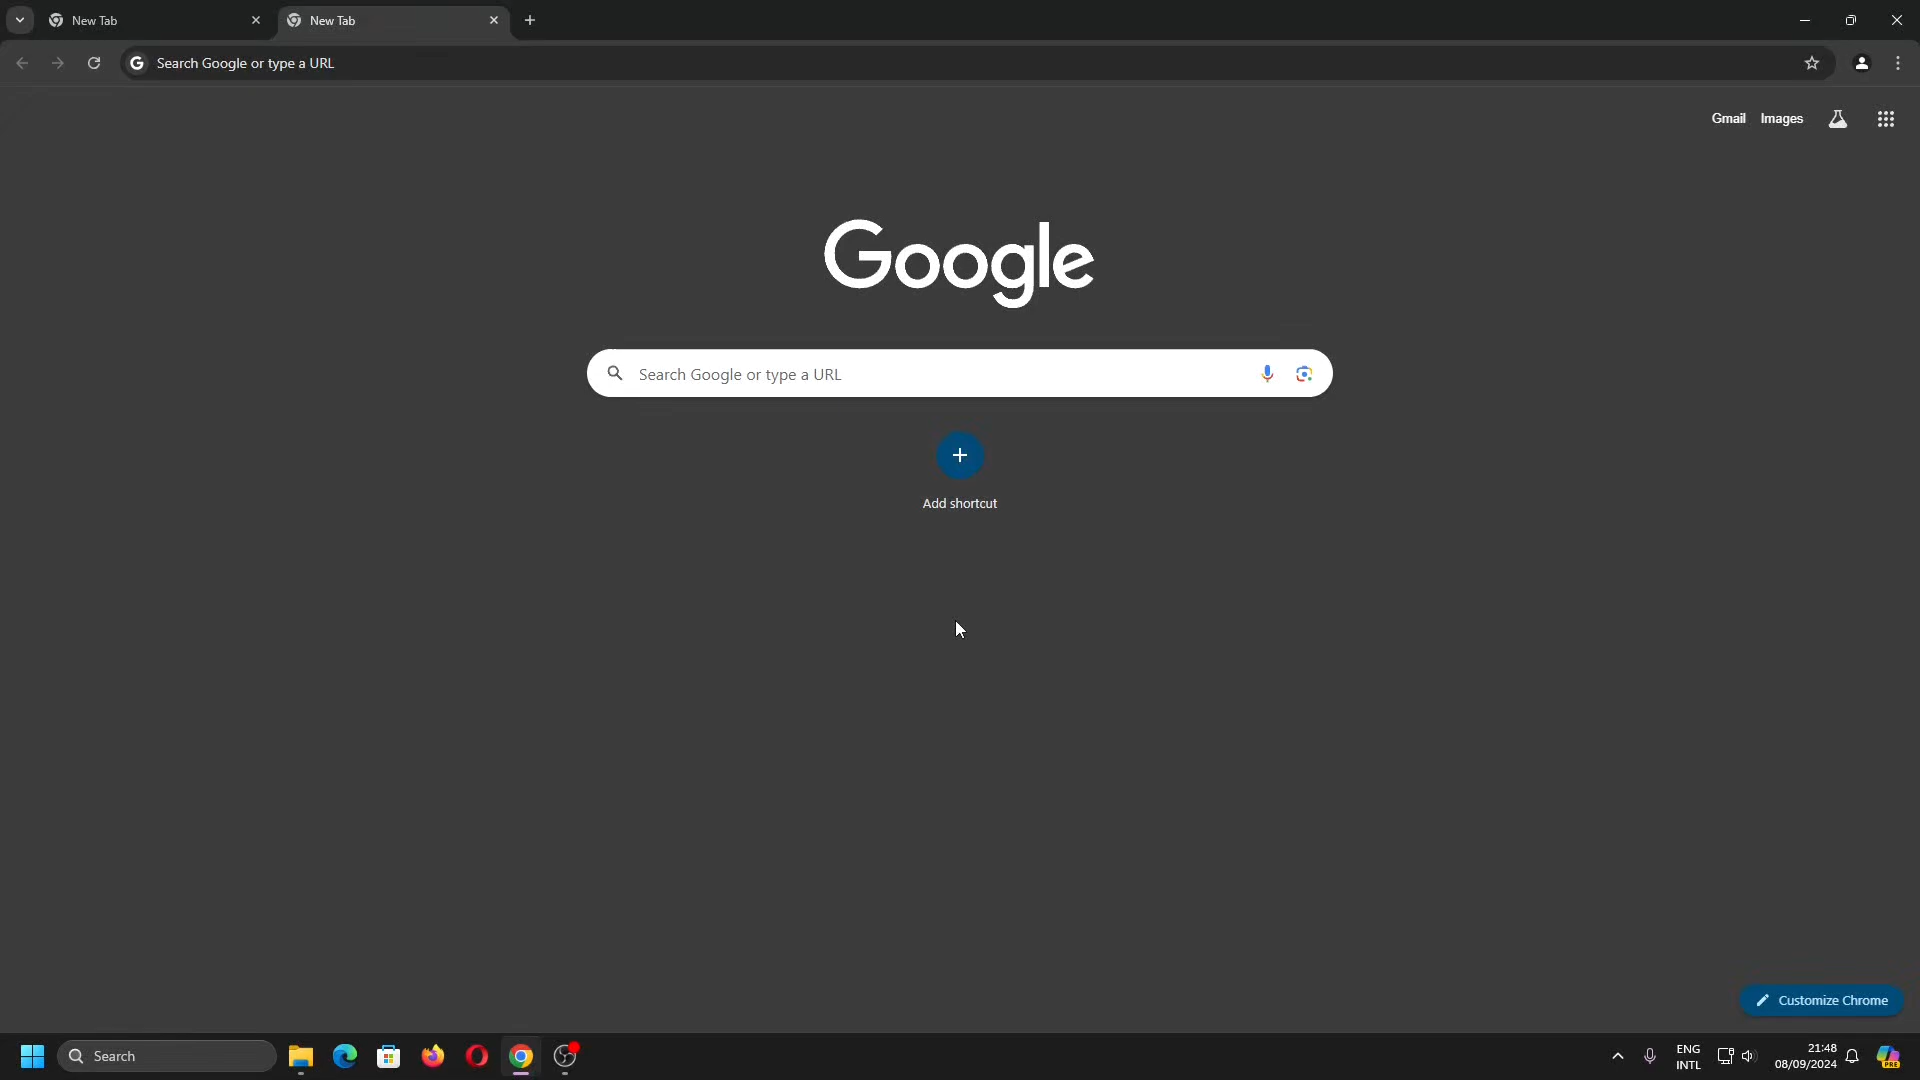 New Tab
New Tab
Search Google or type a URL
Gmail Images
Google
Search Google or type a URL
Add shortcut
Customize Chrome
Search
ENG
INTL
21:48
08/09/2024
PRE